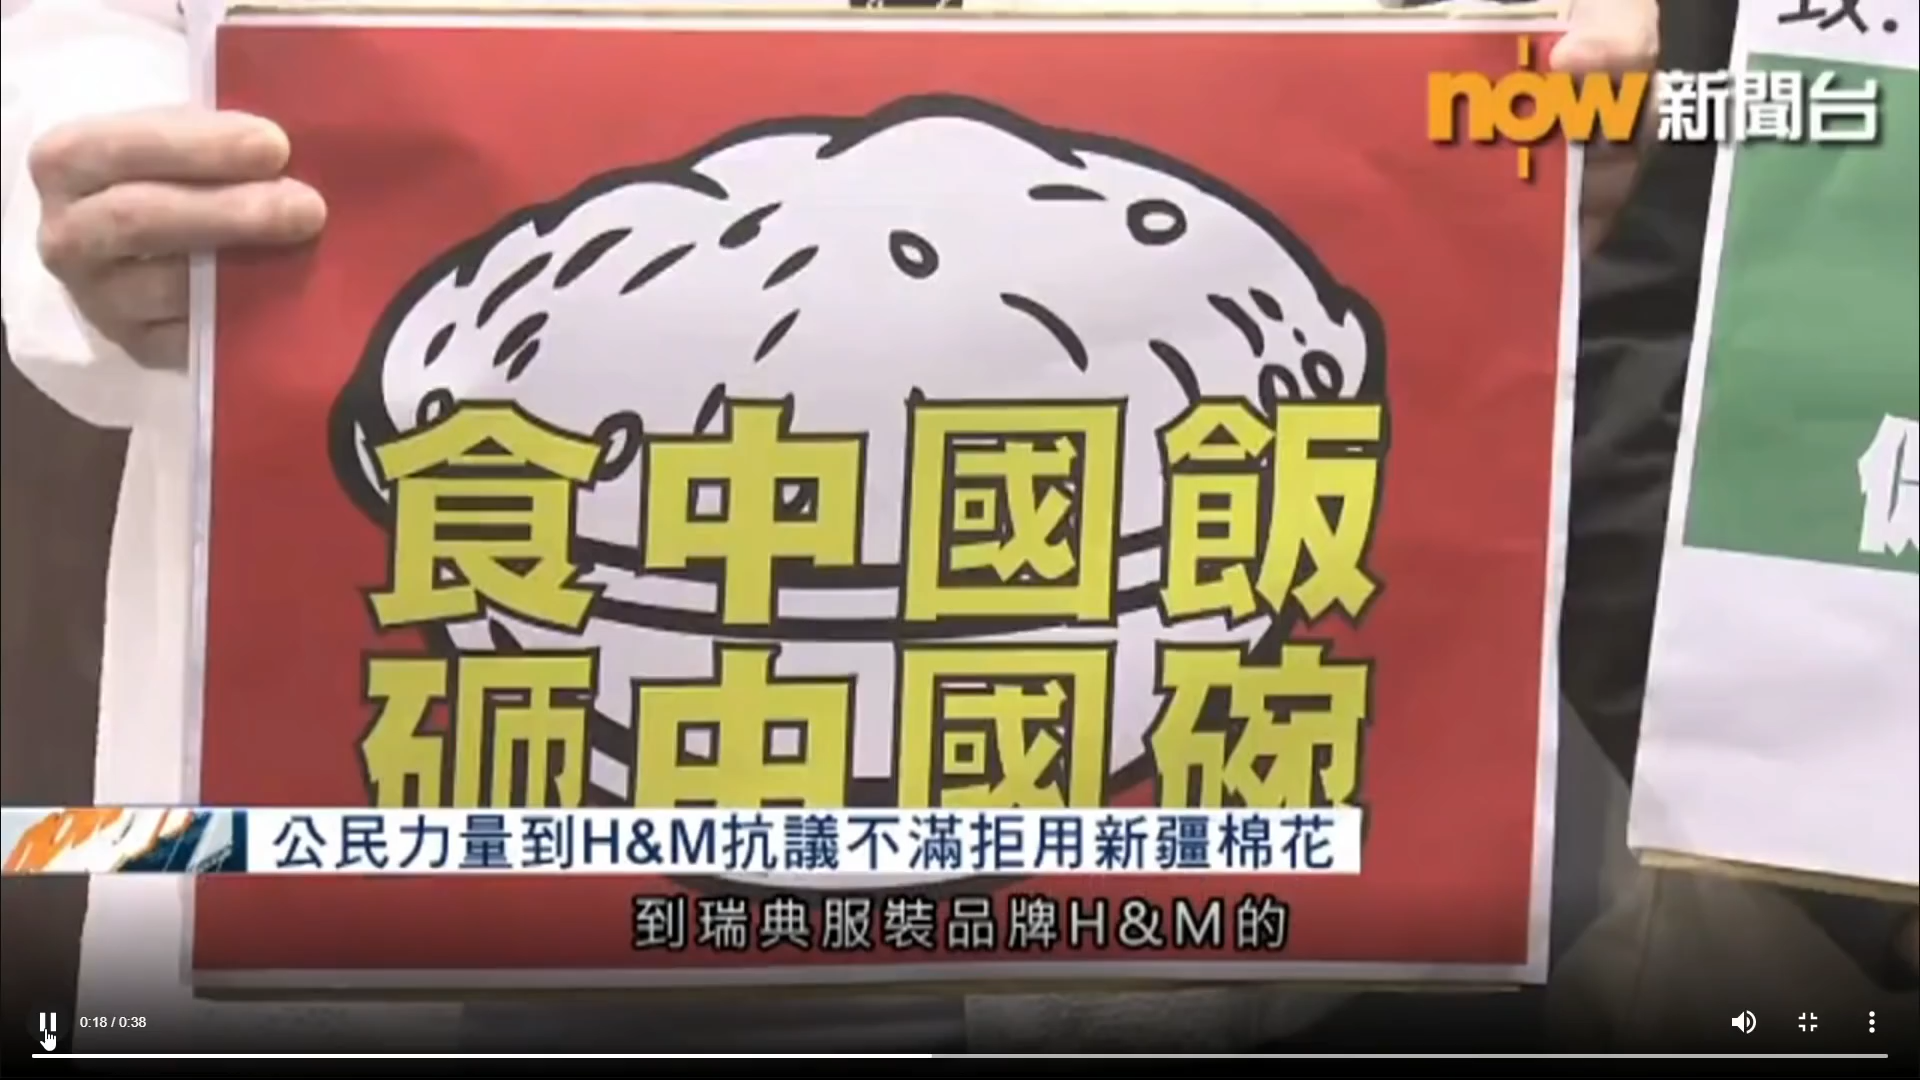 now新聞台
食中國飯
砸中國碗
公民力量到H&M抗議不滿拒用新疆棉花
到瑞典服裝品牌H&M的
0:18 / 0:38